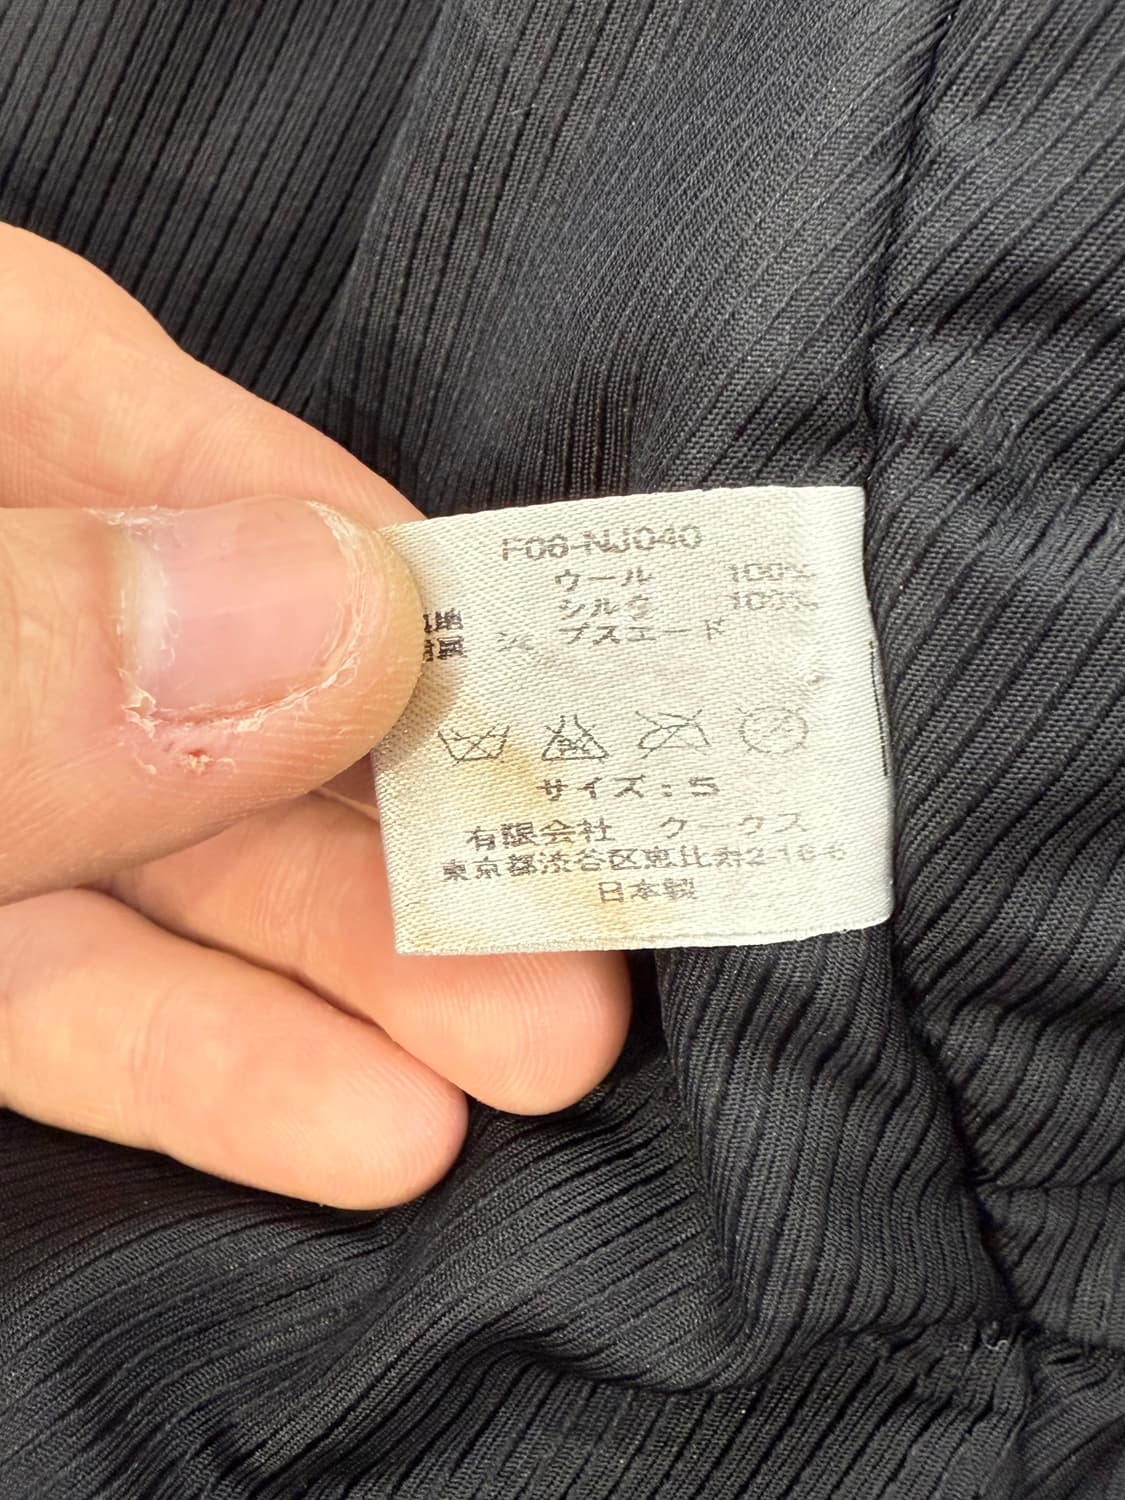 F06-NJ040
ウール 100%
シルク 100%
※ プスエード
サイズ：5
有限会社 クークス
東京都渋谷区恵比寿2-16-6
日本製